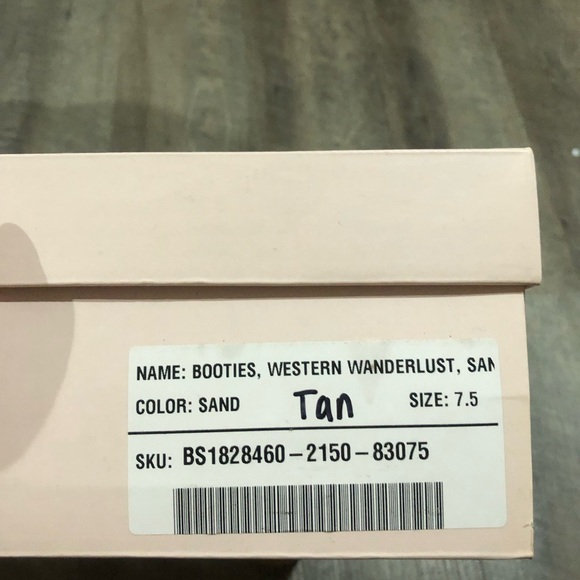 NAME: BOOTIES, WESTERN WANDERLUST, SAN
COLOR: SAND Tan SIZE: 7.5
SKU: BS1828460-2150-83075